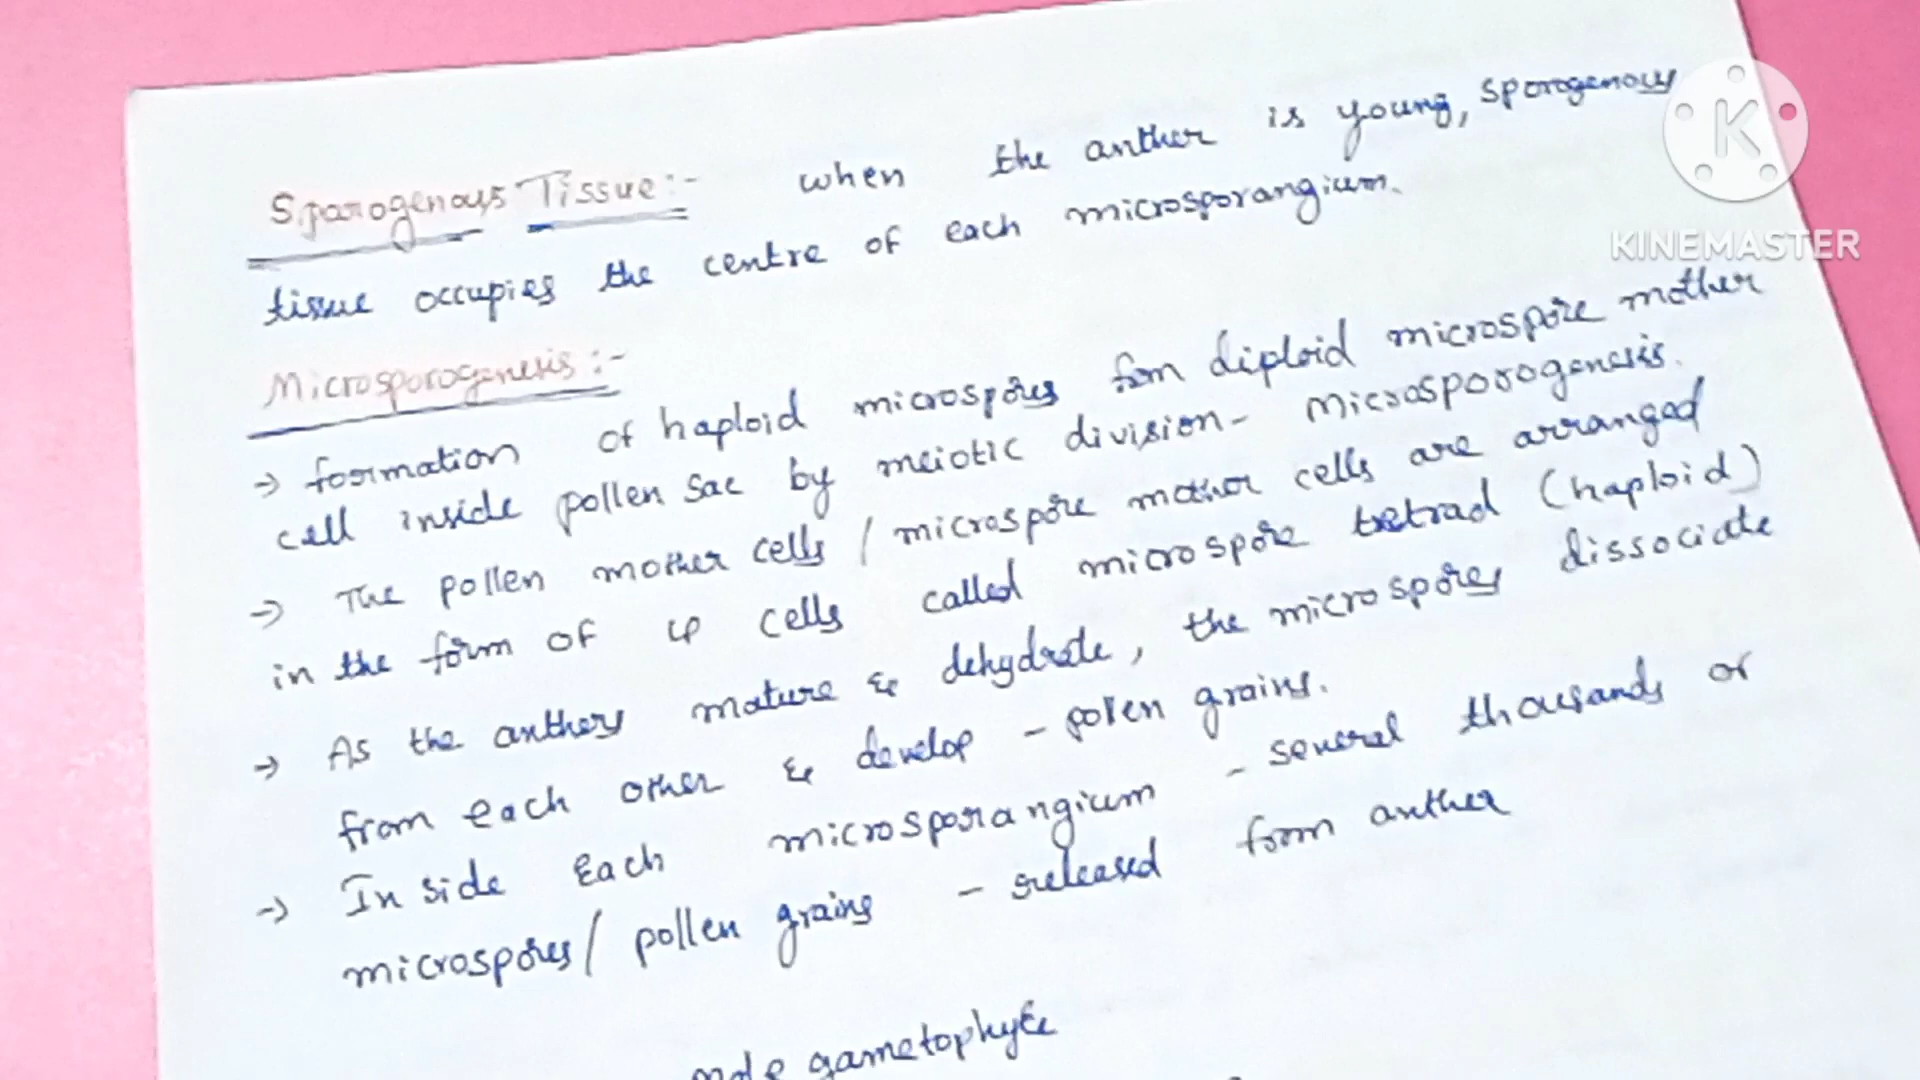 Sporogenous Tissue:- when the anther is young, sporogenous
tissue occupies the centre of each microsporangium.
Microsporogenesis:-
→ formation of haploid microspores from diploid microspore mother
cell inside pollen sac by meiotic division - Microsporogenesis.
→ The pollen mother cells / microspore mother cells are arranged
in the form of 4 cells called microspore tetrad (haploid)
→ As the anthers mature & dehydrate, the microspores dissociate
from each other & develop - pollen grains.
→ Inside Each microsporangium - several thousands or
microspores / pollen grains - released from anther
male gametophyte
K
KINEMASTER